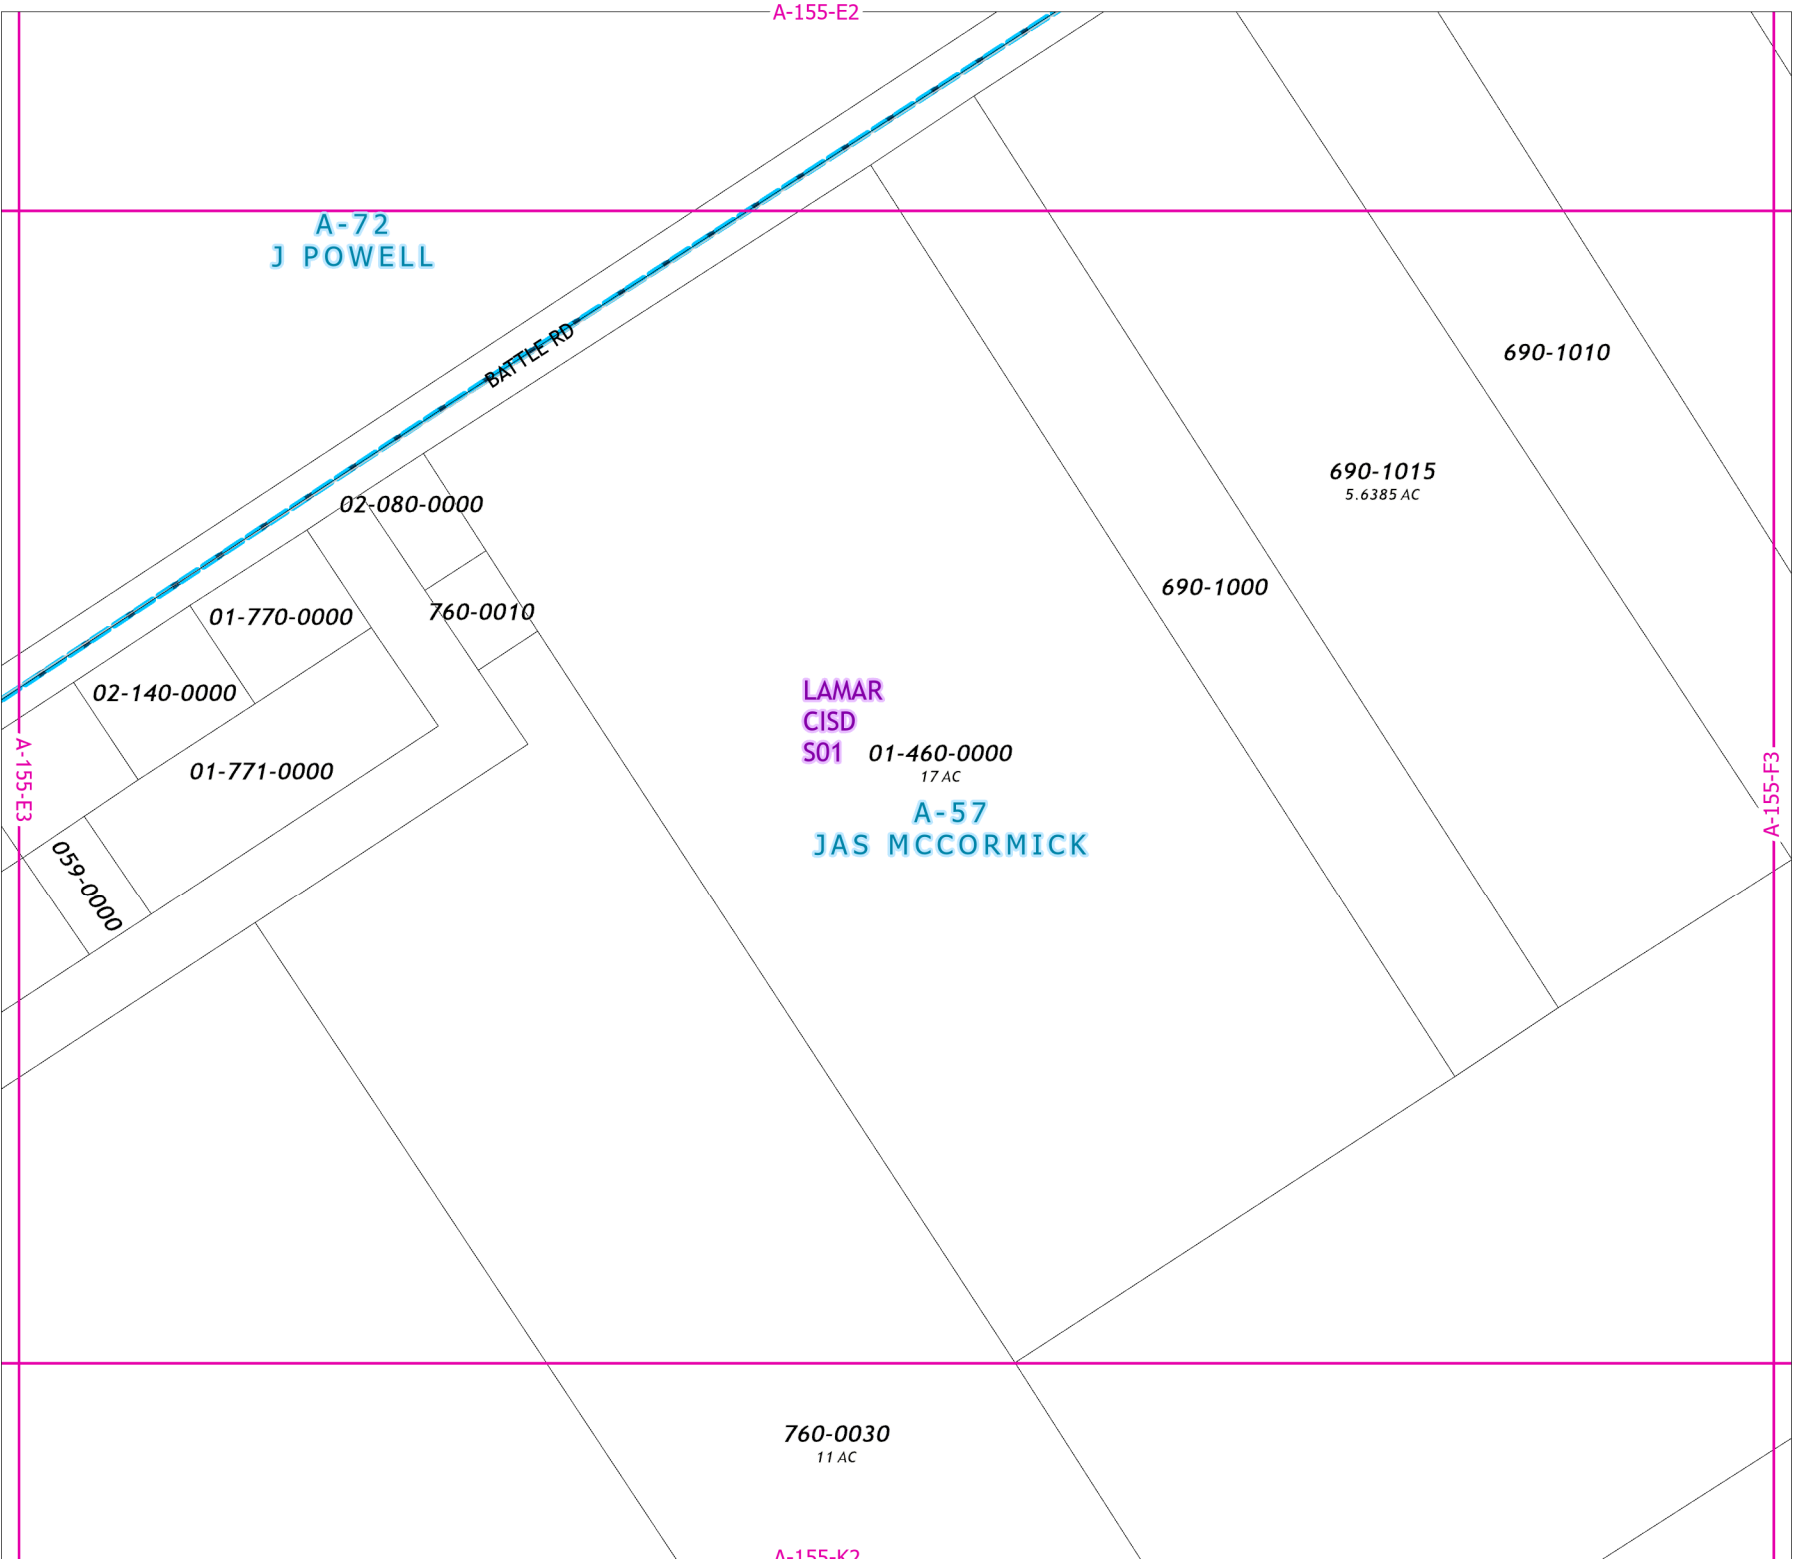 A-155-E2
A-72
J POWELL
BATTLE RD
690-1010
690-1015
5.6385 AC
02-080-0000
690-1000
760-0010
01-770-0000
02-140-0000
LAMAR
CISD
S01
01-460-0000
17 AC
01-771-0000
A-155-E3
A-155-F3
A-57
JAS MCCORMICK
059-0000
760-0030
11 AC
A-155-K2